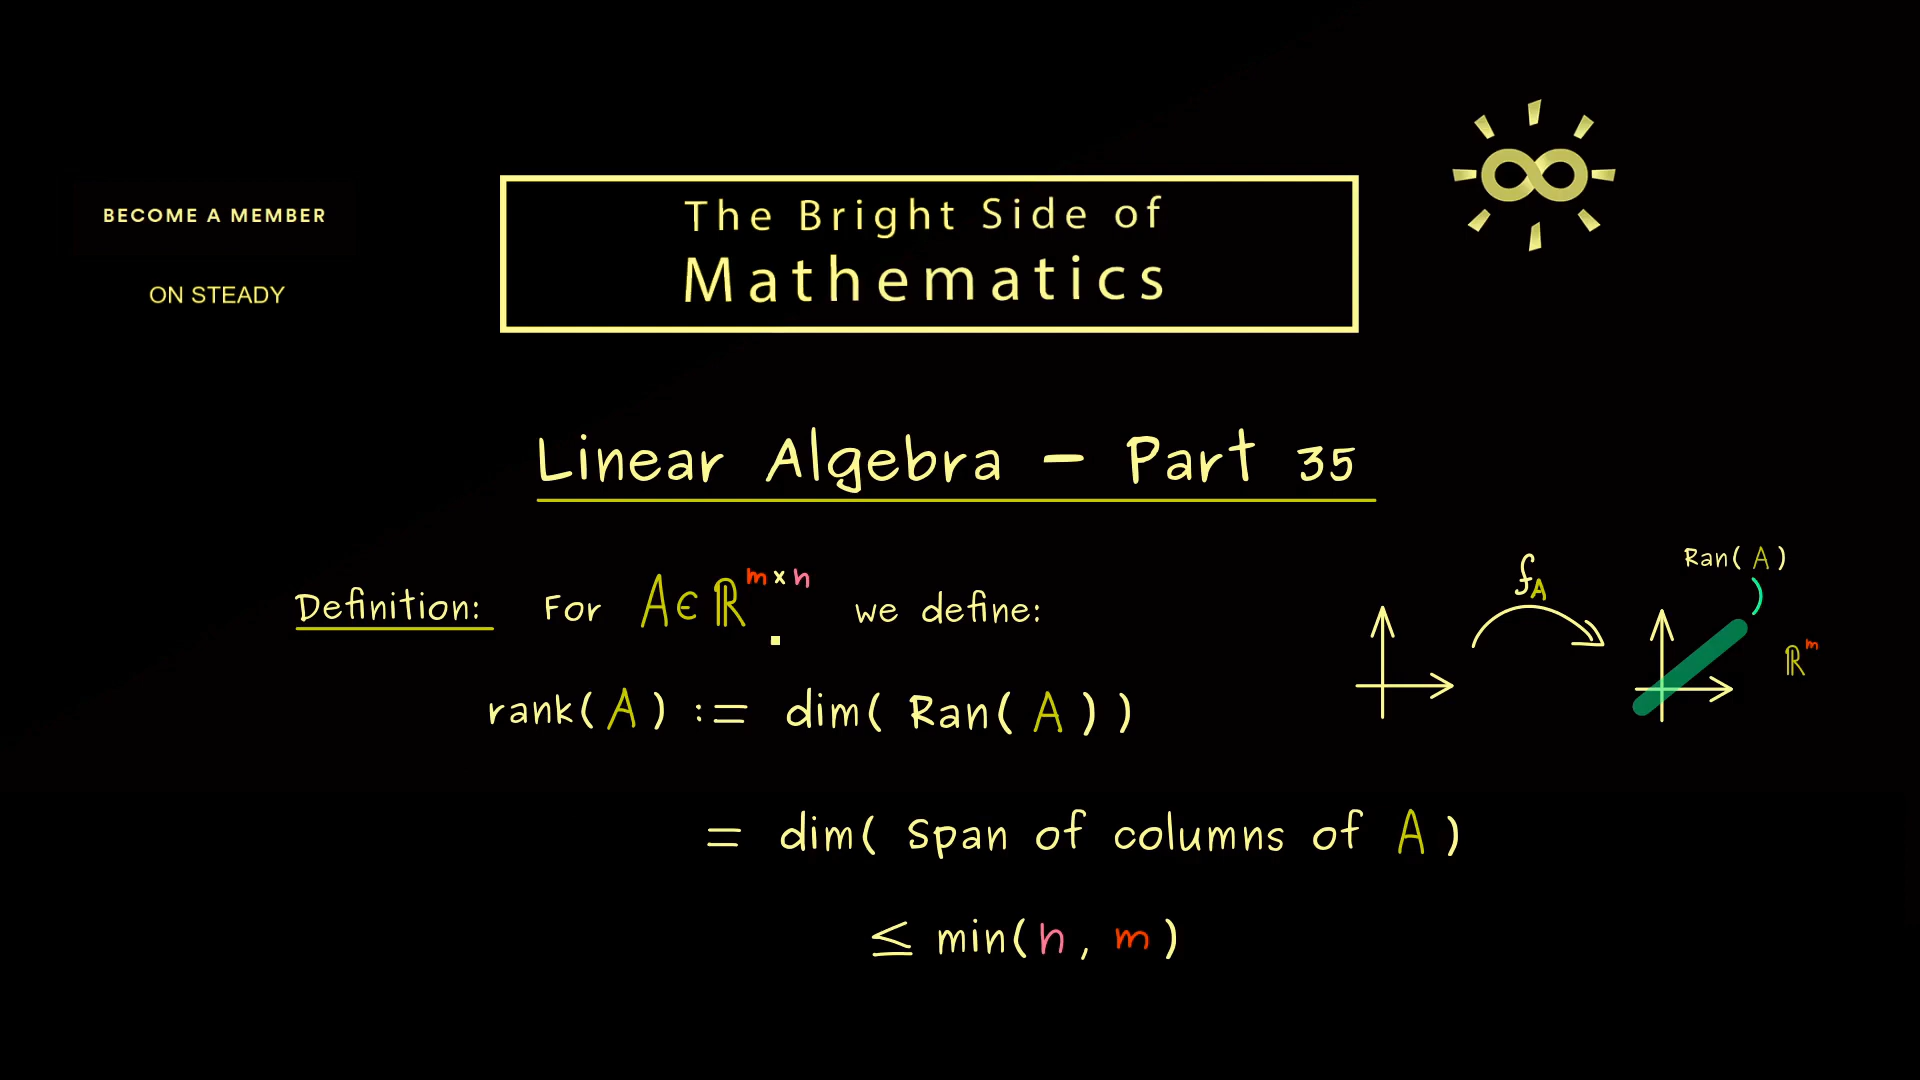 BECOME A MEMBER
ON STEADY
The Bright Side of
Mathematics
Linear Algebra – Part 35
Definition: For A ∈ ℝ^{m×n} we define:
rank(A) := dim( Ran(A) )
= dim( Span of columns of A )
≤ min(n, m)
f_A
Ran(A)
ℝ^m